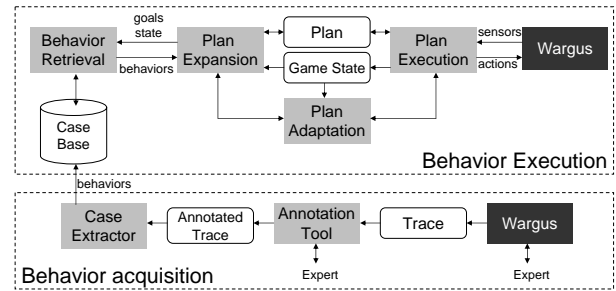 goals
state
Behavior
Retrieval
behaviors
Plan
Expansion
Plan
Game State
Plan
Execution
sensors
actions
Wargus
Plan
Adaptation
Case
Base
Behavior Execution
behaviors
Case
Extractor
Annotated
Trace
Annotation
Tool
Trace
Wargus
Expert
Expert
Behavior acquisition